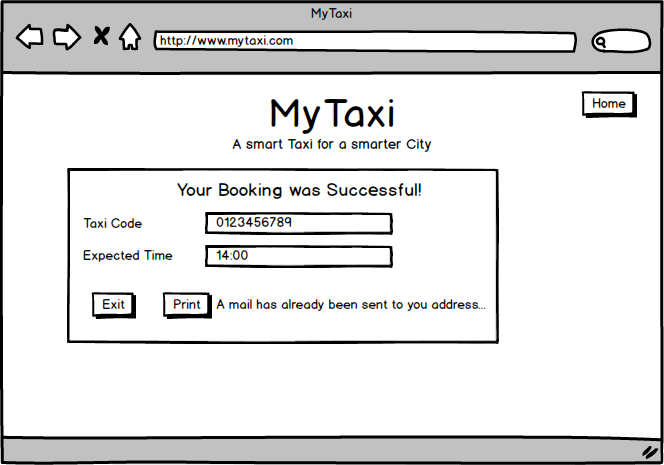 MyTaxi
http://www.mytaxi.com
Home
MyTaxi
A smart Taxi for a smarter City
Your Booking was Successful!
Taxi Code 0123456789
Expected Time 14:00
Exit Print A mail has already been sent to you address...